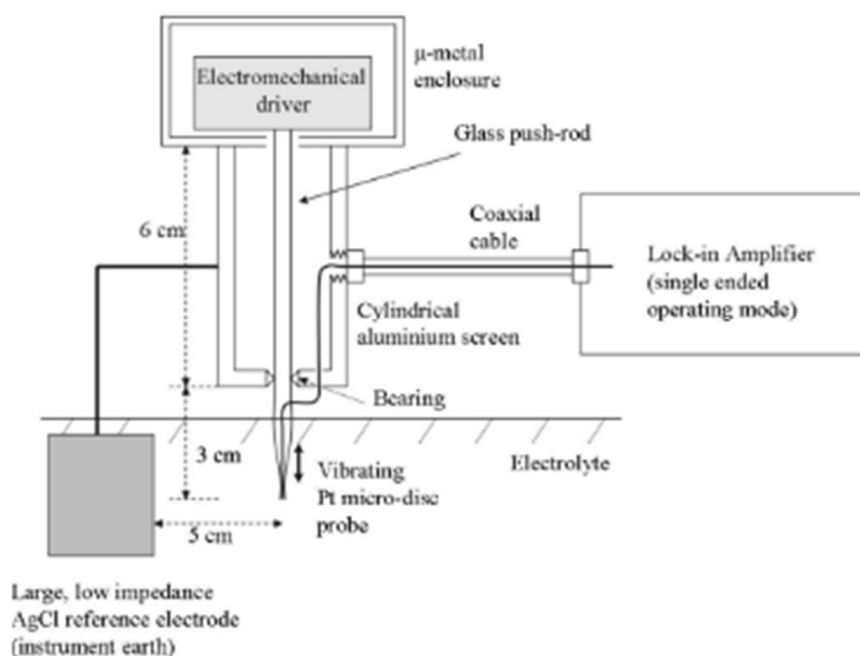 Electromechanical
driver
μ-metal
enclosure
Glass push-rod
6 cm
Coaxial
cable
Lock-in Amplifier
(single ended
operating mode)
Cylindrical
aluminium screen
Bearing
3 cm
Vibrating
Pt micro-disc
probe
Electrolyte
5 cm
Large, low impedance
AgCl reference electrode
(instrument earth)